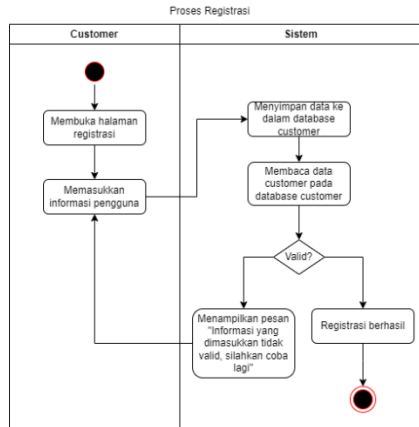 Proses Registrasi
Customer
Sistem
Membuka halaman
registrasi
Memasukkan
informasi pengguna
Menyimpan data ke
dalam database
customer
Membaca data
customer pada
database customer
Valid?
Menampilkan pesan
"Informasi yang
dimasukkan tidak
valid, silahkan coba
lagi"
Registrasi berhasil